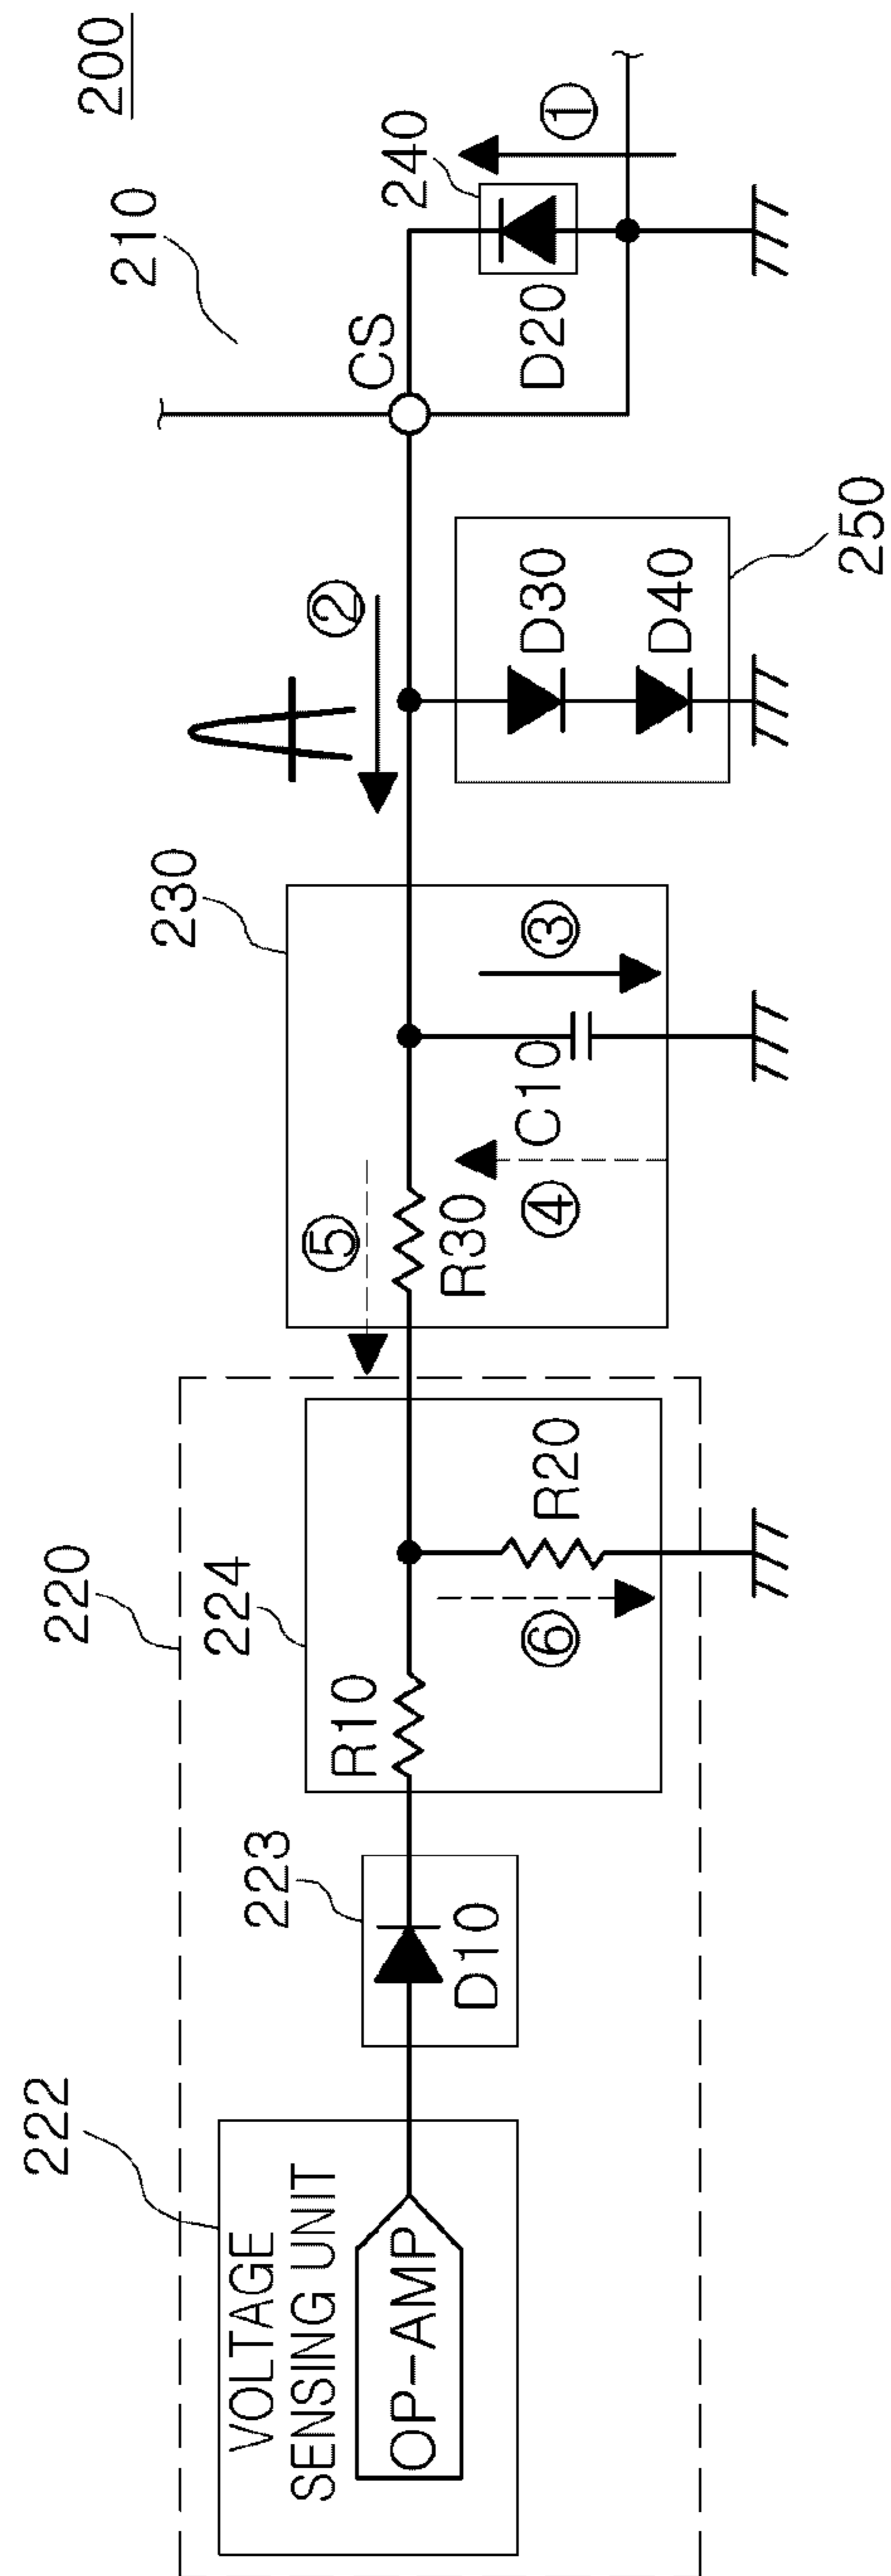 200
210
220
222
VOLTAGE
SENSING UNIT
OP-AMP
223
D10
224
R10
R20
⑥
230
⑤
R30
④
C10
③
②
D30
D40
250
CS
240
D20
①